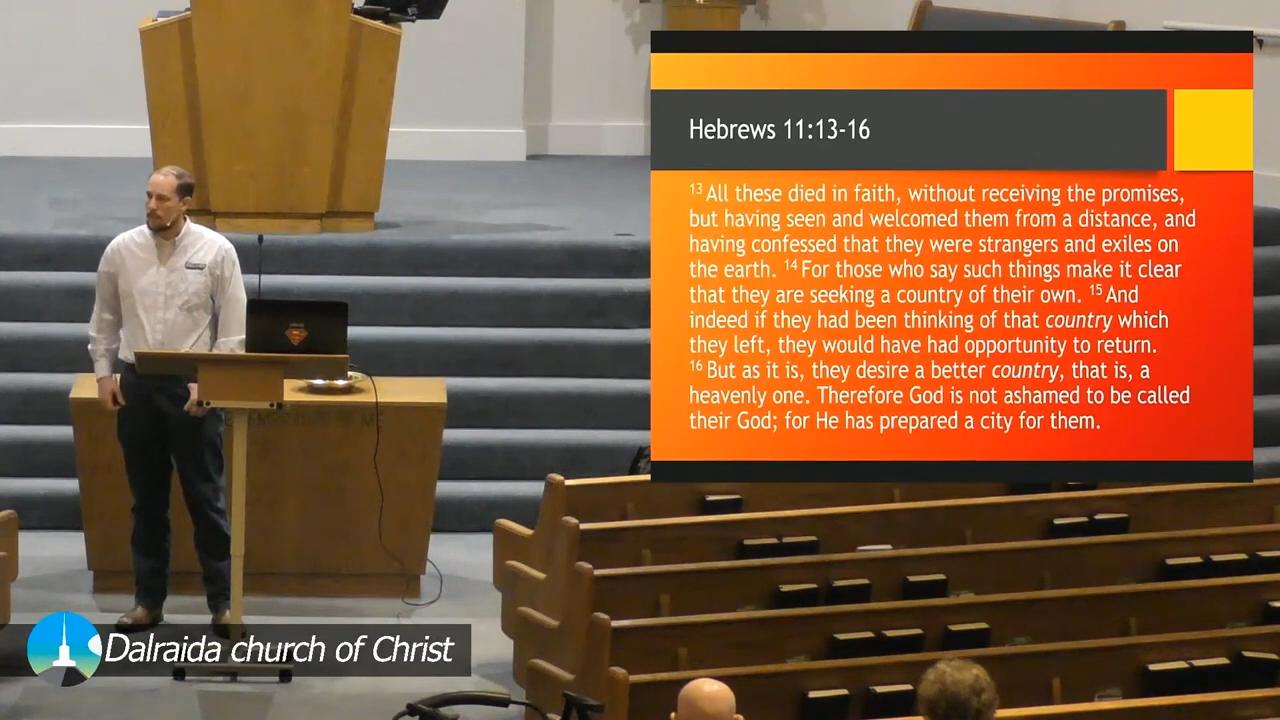 Hebrews 11:13-16
¹³ All these died in faith, without receiving the promises,
but having seen and welcomed them from a distance, and
having confessed that they were strangers and exiles on
the earth. ¹⁴ For those who say such things make it clear
that they are seeking a country of their own. ¹⁵ And
indeed if they had been thinking of that country which
they left, they would have had opportunity to return.
¹⁶ But as it is, they desire a better country, that is, a
heavenly one. Therefore God is not ashamed to be called
their God; for He has prepared a city for them.
Dalraida church of Christ